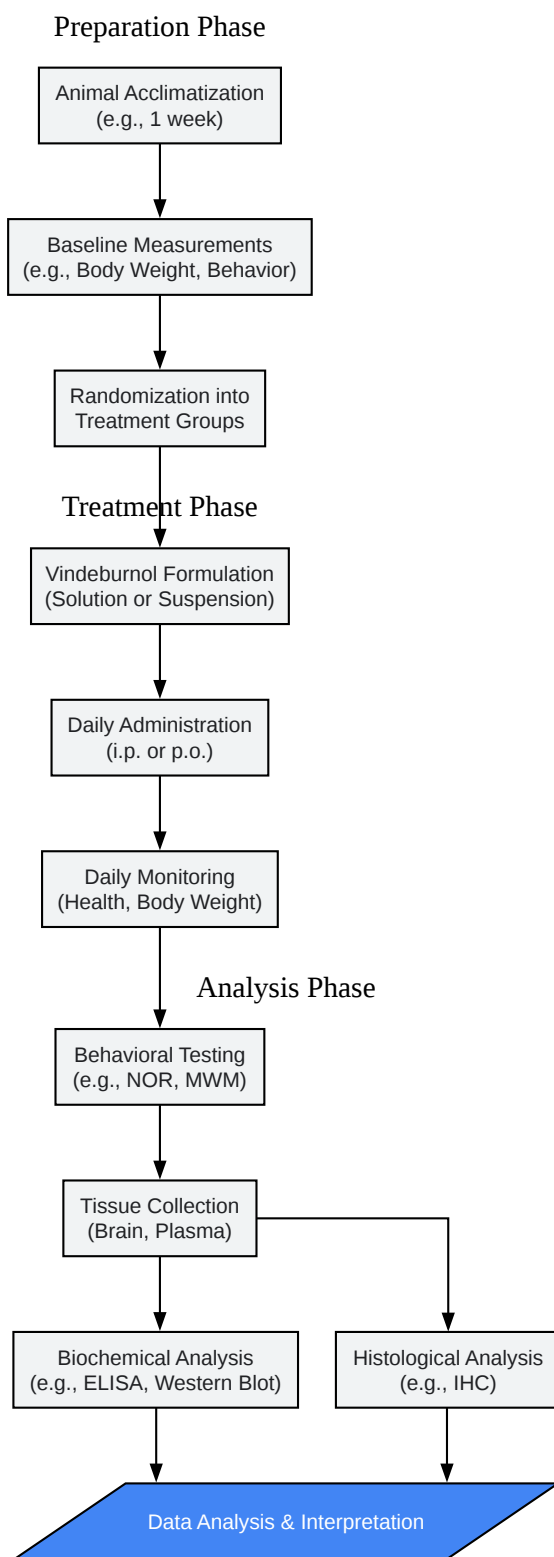 Preparation Phase
Animal Acclimatization
(e.g., 1 week)
Baseline Measurements
(e.g., Body Weight, Behavior)
Randomization into
Treatment Groups
Treatment Phase
Vindeburnol Formulation
(Solution or Suspension)
Daily Administration
(i.p. or p.o.)
Daily Monitoring
(Health, Body Weight)
Analysis Phase
Behavioral Testing
(e.g., NOR, MWM)
Tissue Collection
(Brain, Plasma)
Biochemical Analysis
(e.g., ELISA, Western Blot)
Histological Analysis
(e.g., IHC)
Data Analysis & Interpretation